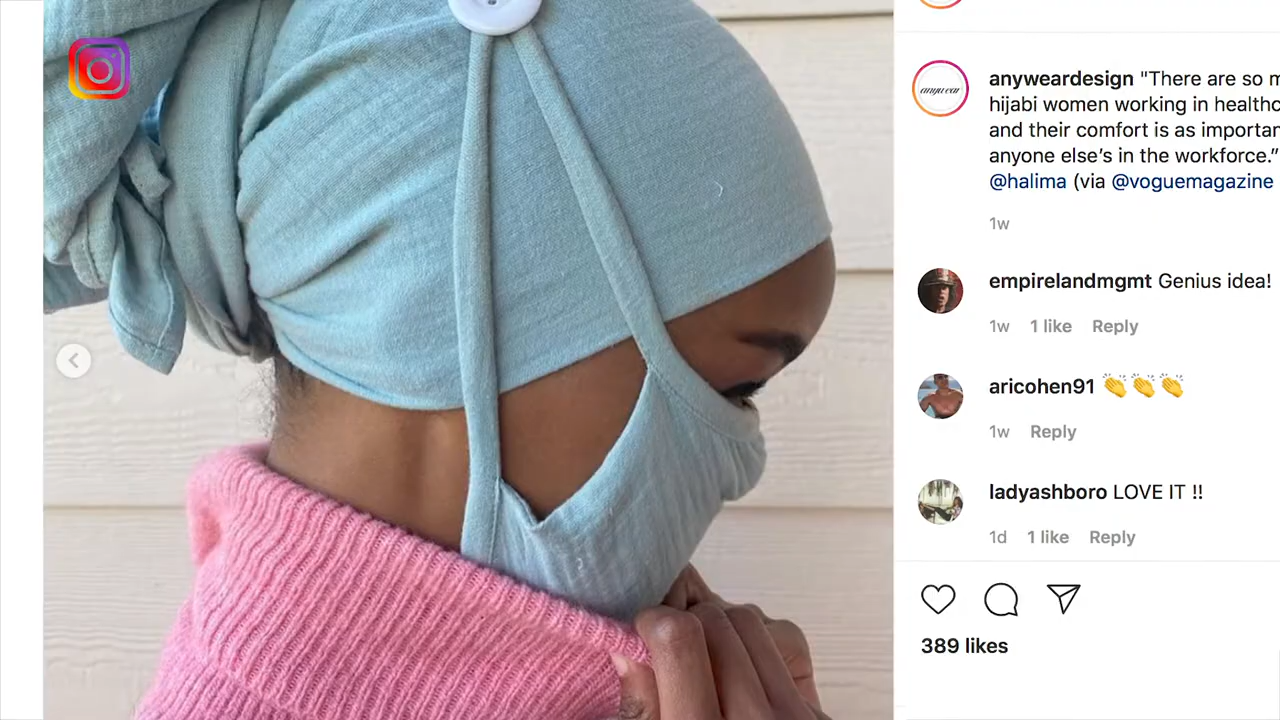 anyweardesign "There are so m
hijabi women working in healthc
and their comfort is as importan
anyone else's in the workforce."
@halima (via @voguemagazine
1w
empirelandmgmt Genius idea!
1w 1 like Reply
aricohen91 👏👏👏
1w Reply
ladyashboro LOVE IT !!
1d 1 like Reply
389 likes
anywear